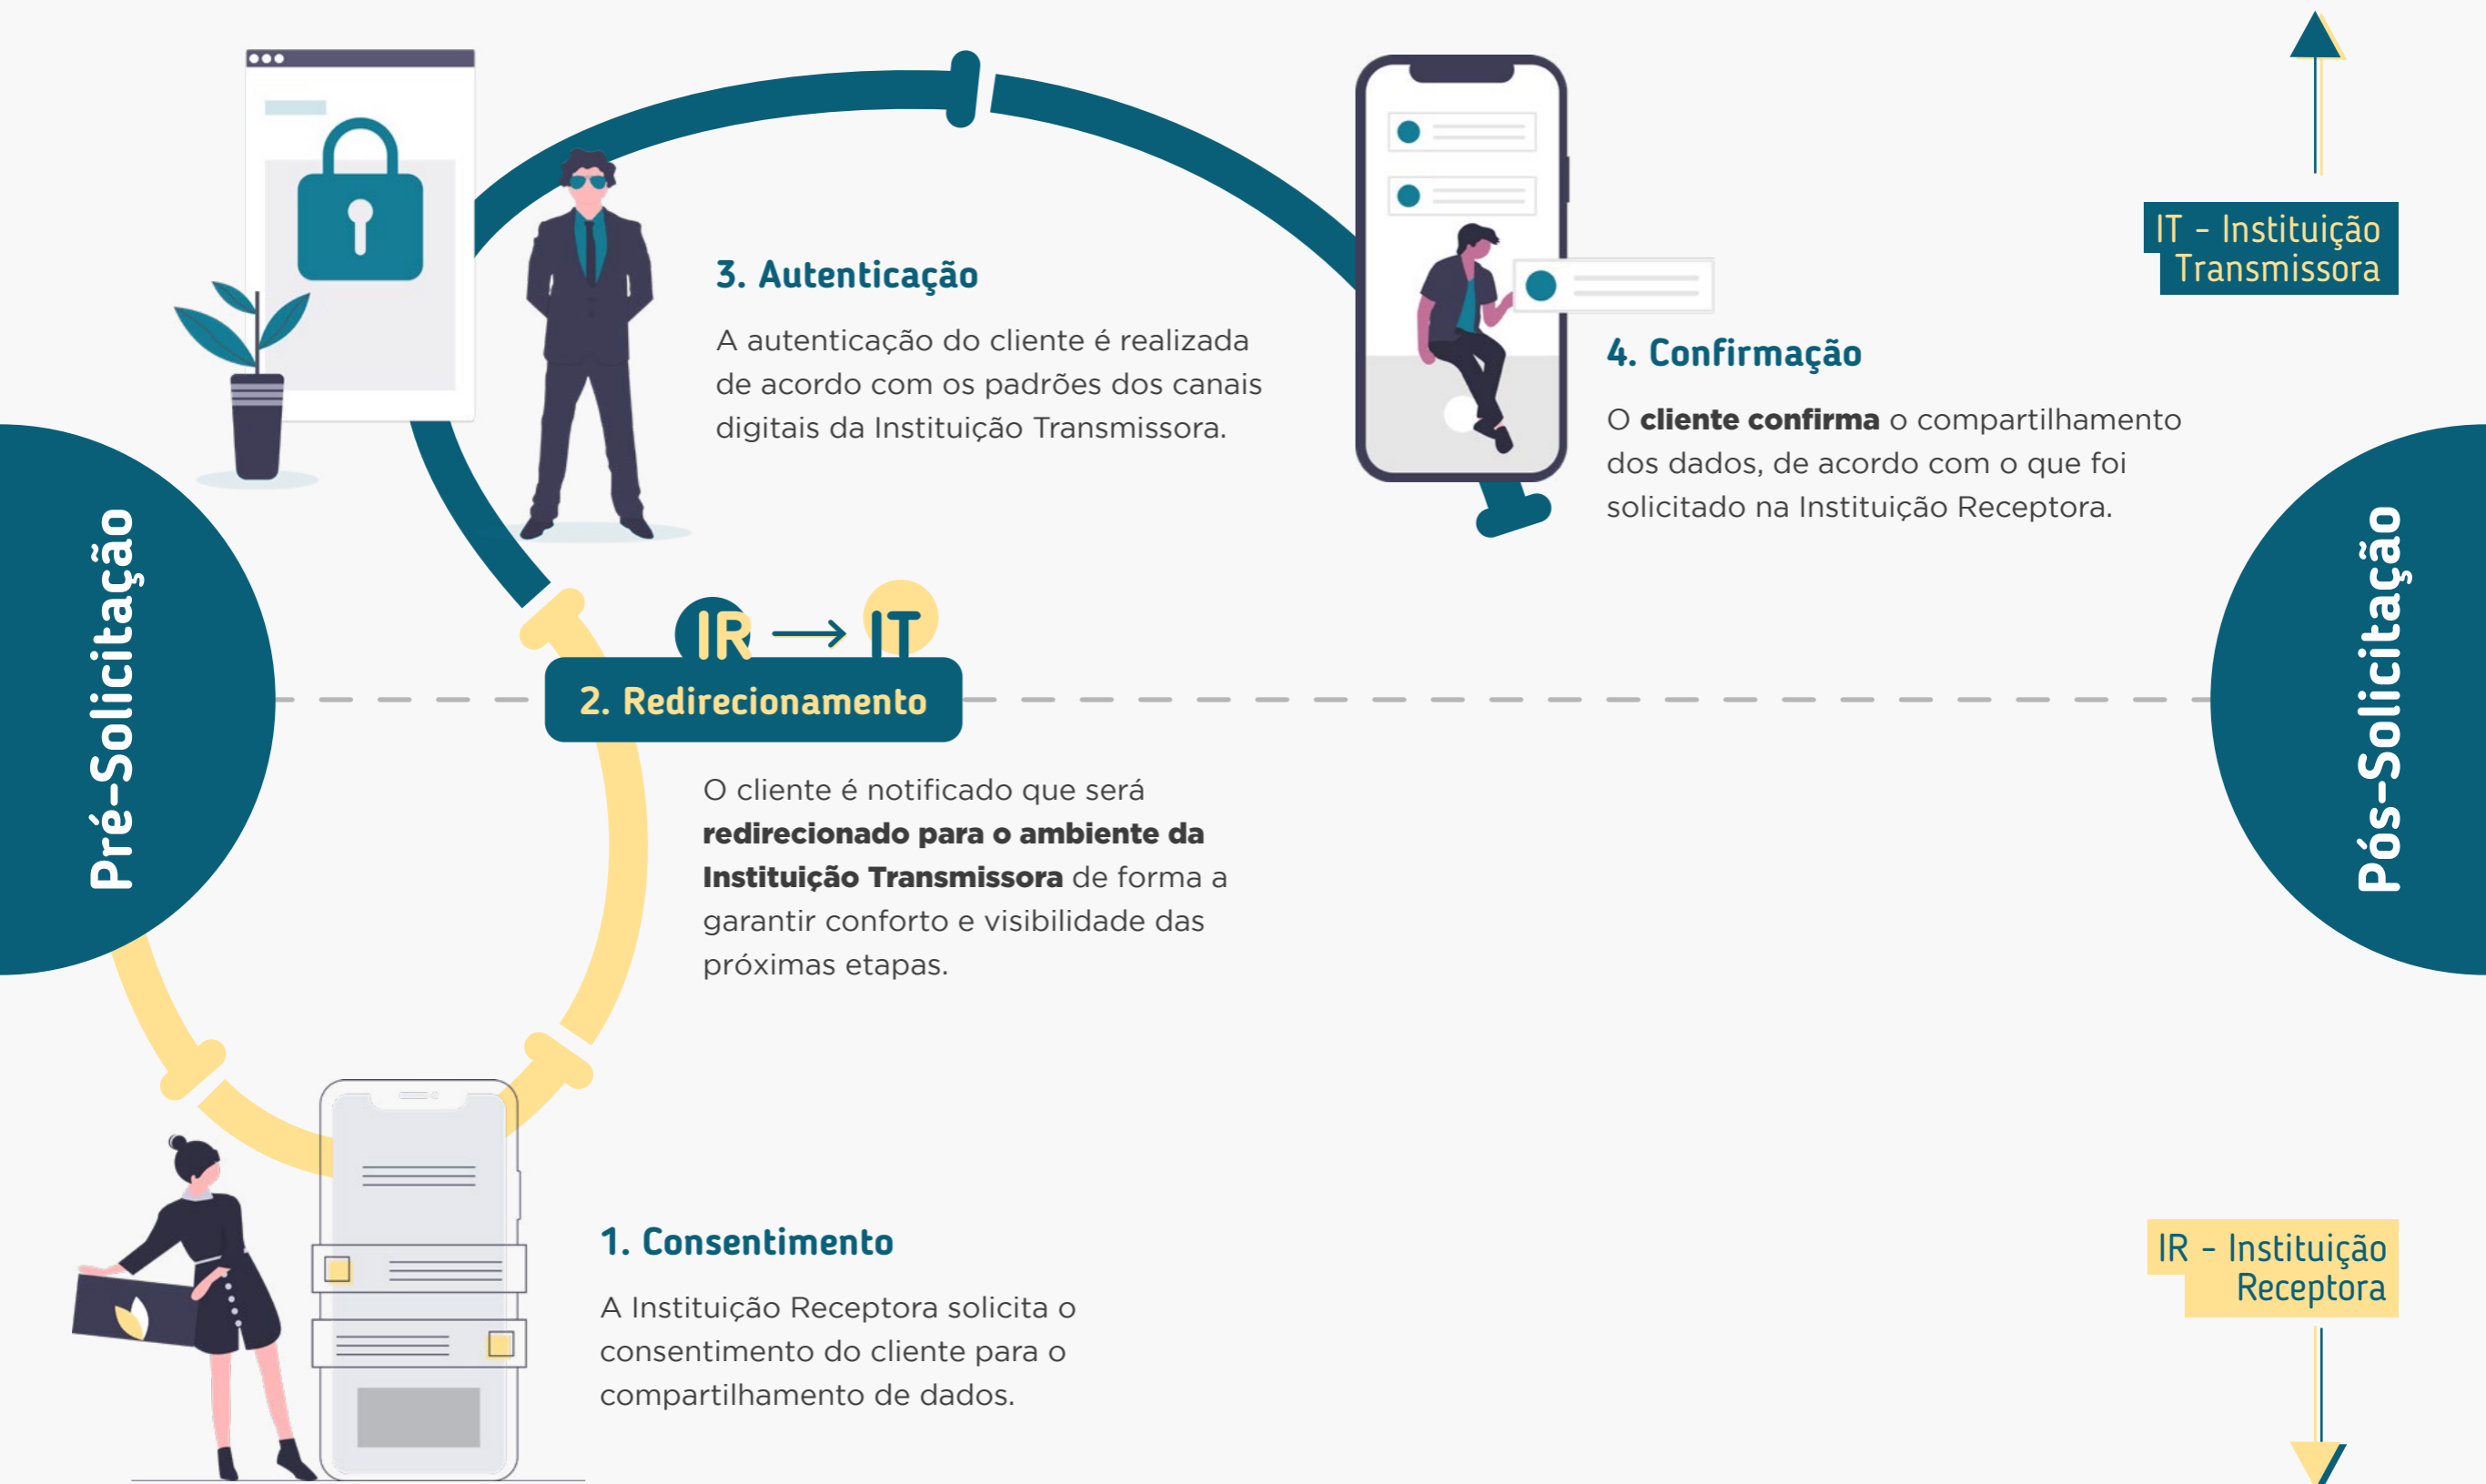 Pré-Solicitação
3. Autenticação
A autenticação do cliente é realizada
de acordo com os padrões dos canais
digitais da Instituição Transmissora.
4. Confirmação
O cliente confirma o compartilhamento
dos dados, de acordo com o que foi
solicitado na Instituição Receptora.
IT - Instituição
Transmissora
IR → IT
2. Redirecionamento
O cliente é notificado que será
redirecionado para o ambiente da
Instituição Transmissora de forma a
garantir conforto e visibilidade das
próximas etapas.
Pós-Solicitação
1. Consentimento
A Instituição Receptora solicita o
consentimento do cliente para o
compartilhamento de dados.
IR - Instituição
Receptora